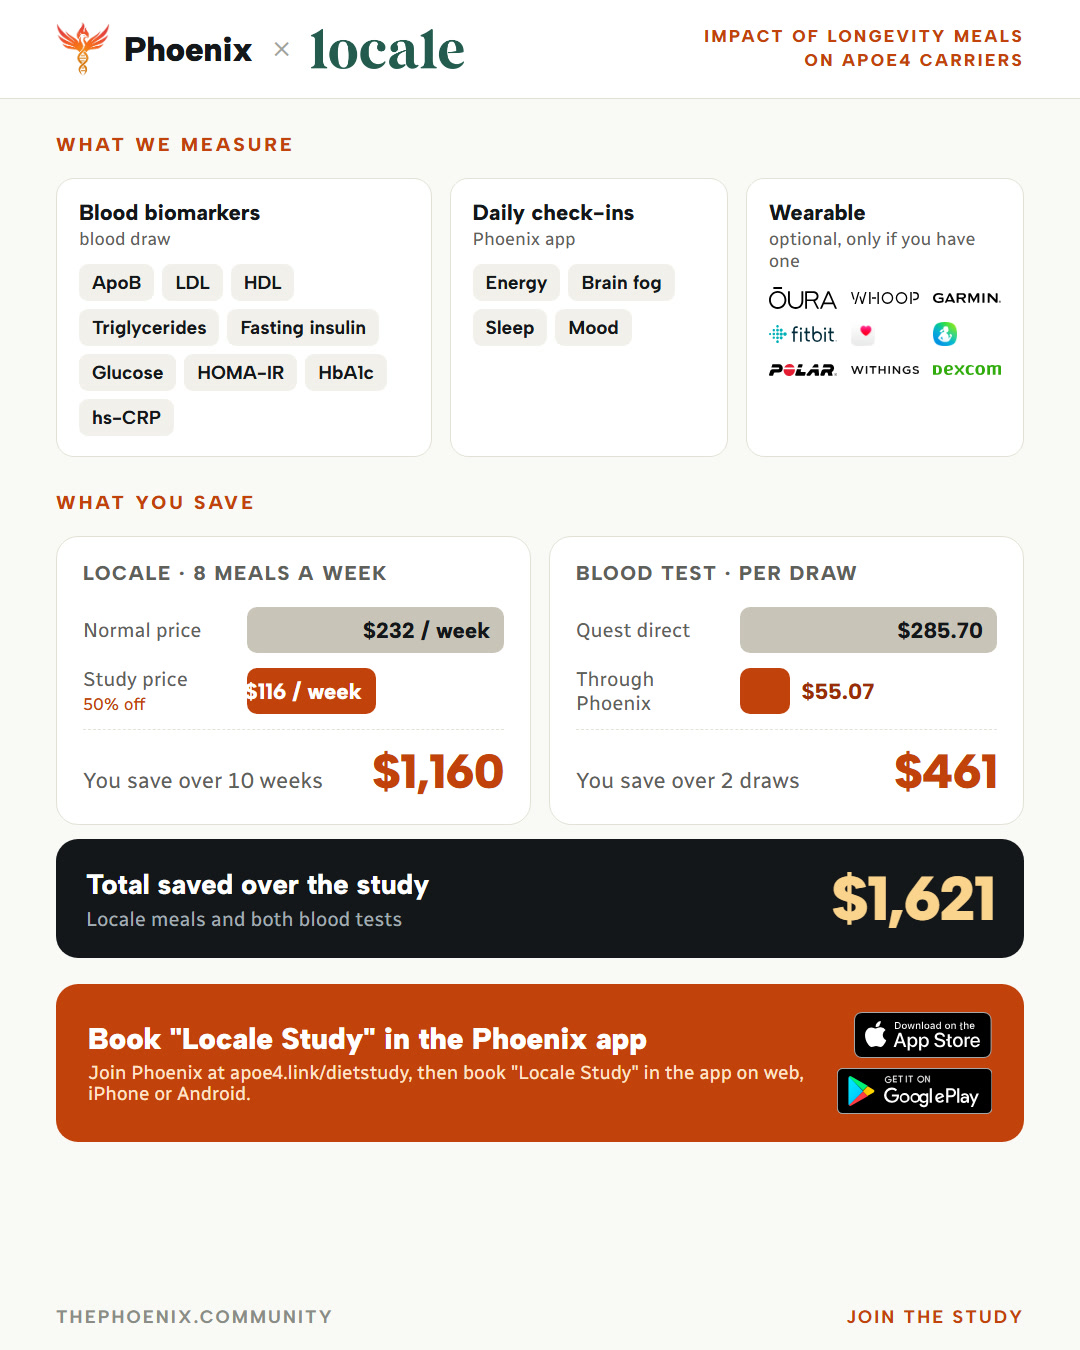 Phoenix × locale
IMPACT OF LONGEVITY MEALS
ON APOE4 CARRIERS
WHAT WE MEASURE
Blood biomarkers
blood draw
ApoB LDL HDL
Triglycerides Fasting insulin
Glucose HOMA-IR HbA1c
hs-CRP
Daily check-ins
Phoenix app
Energy Brain fog
Sleep Mood
Wearable
optional, only if you have
one
ŌURA WHOOP GARMIN.
fitbit
POLAR WITHINGS Dexcom
WHAT YOU SAVE
LOCALE · 8 MEALS A WEEK
Normal price $232 / week
Study price
50% off
$116 / week
You save over 10 weeks $1,160
BLOOD TEST · PER DRAW
Quest direct $285.70
Through
Phoenix
$55.07
You save over 2 draws $461
Total saved over the study
Locale meals and both blood tests
$1,621
Book "Locale Study" in the Phoenix app
Join Phoenix at apoe4.link/dietstudy, then book "Locale Study" in the app on web,
iPhone or Android.
Download on the
App Store
GET IT ON
Google Play
THEPHOENIX.COMMUNITY
JOIN THE STUDY